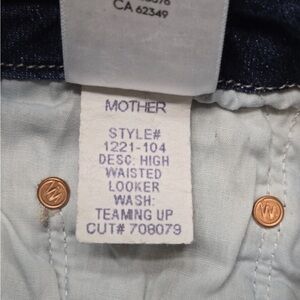 CA 62349
MOTHER
STYLE#
1221-104
DESC: HIGH
WAISTED
LOOKER
WASH:
TEAMING UP
CUT# 708079